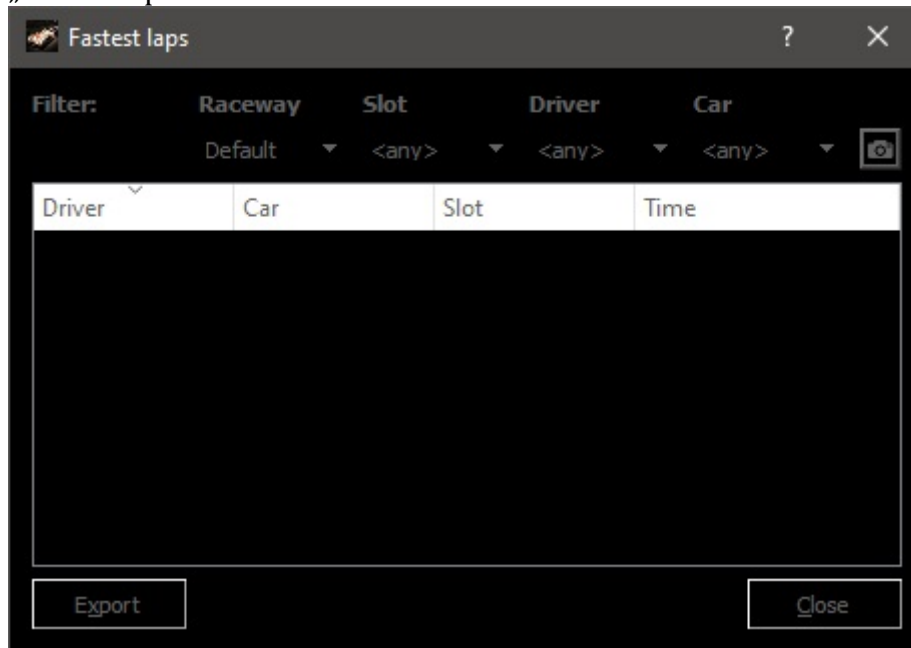 Fastest laps ?
Filter: Raceway Slot Driver Car
Default <any> <any> <any>
Driver Car Slot Time
Export Close